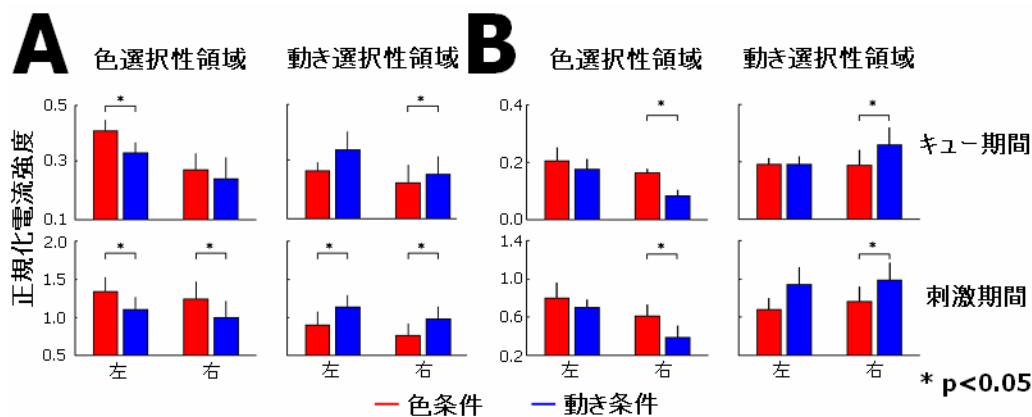 A
B
色選択性領域
動き選択性領域
色選択性領域
動き選択性領域
正規化電流強度
0.5
0.3
0.1
*
*
0.4
0.2
0.0
*
*
キュー期間
2.0
1.5
1.0
0.5
*
*
*
*
1.4
1.0
0.6
0.2
*
*
刺激期間
左
右
左
右
左
右
左
右
* p<0.05
色条件
動き条件